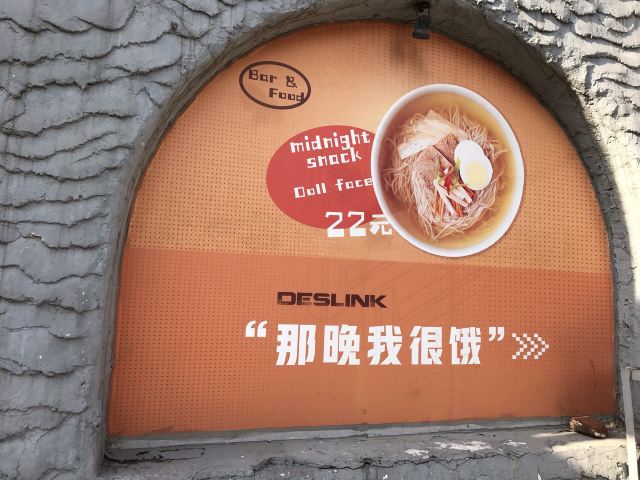 Bar &
Food
midnight
snack
Doll face
22元
DESLINK
“那晚我很饿”